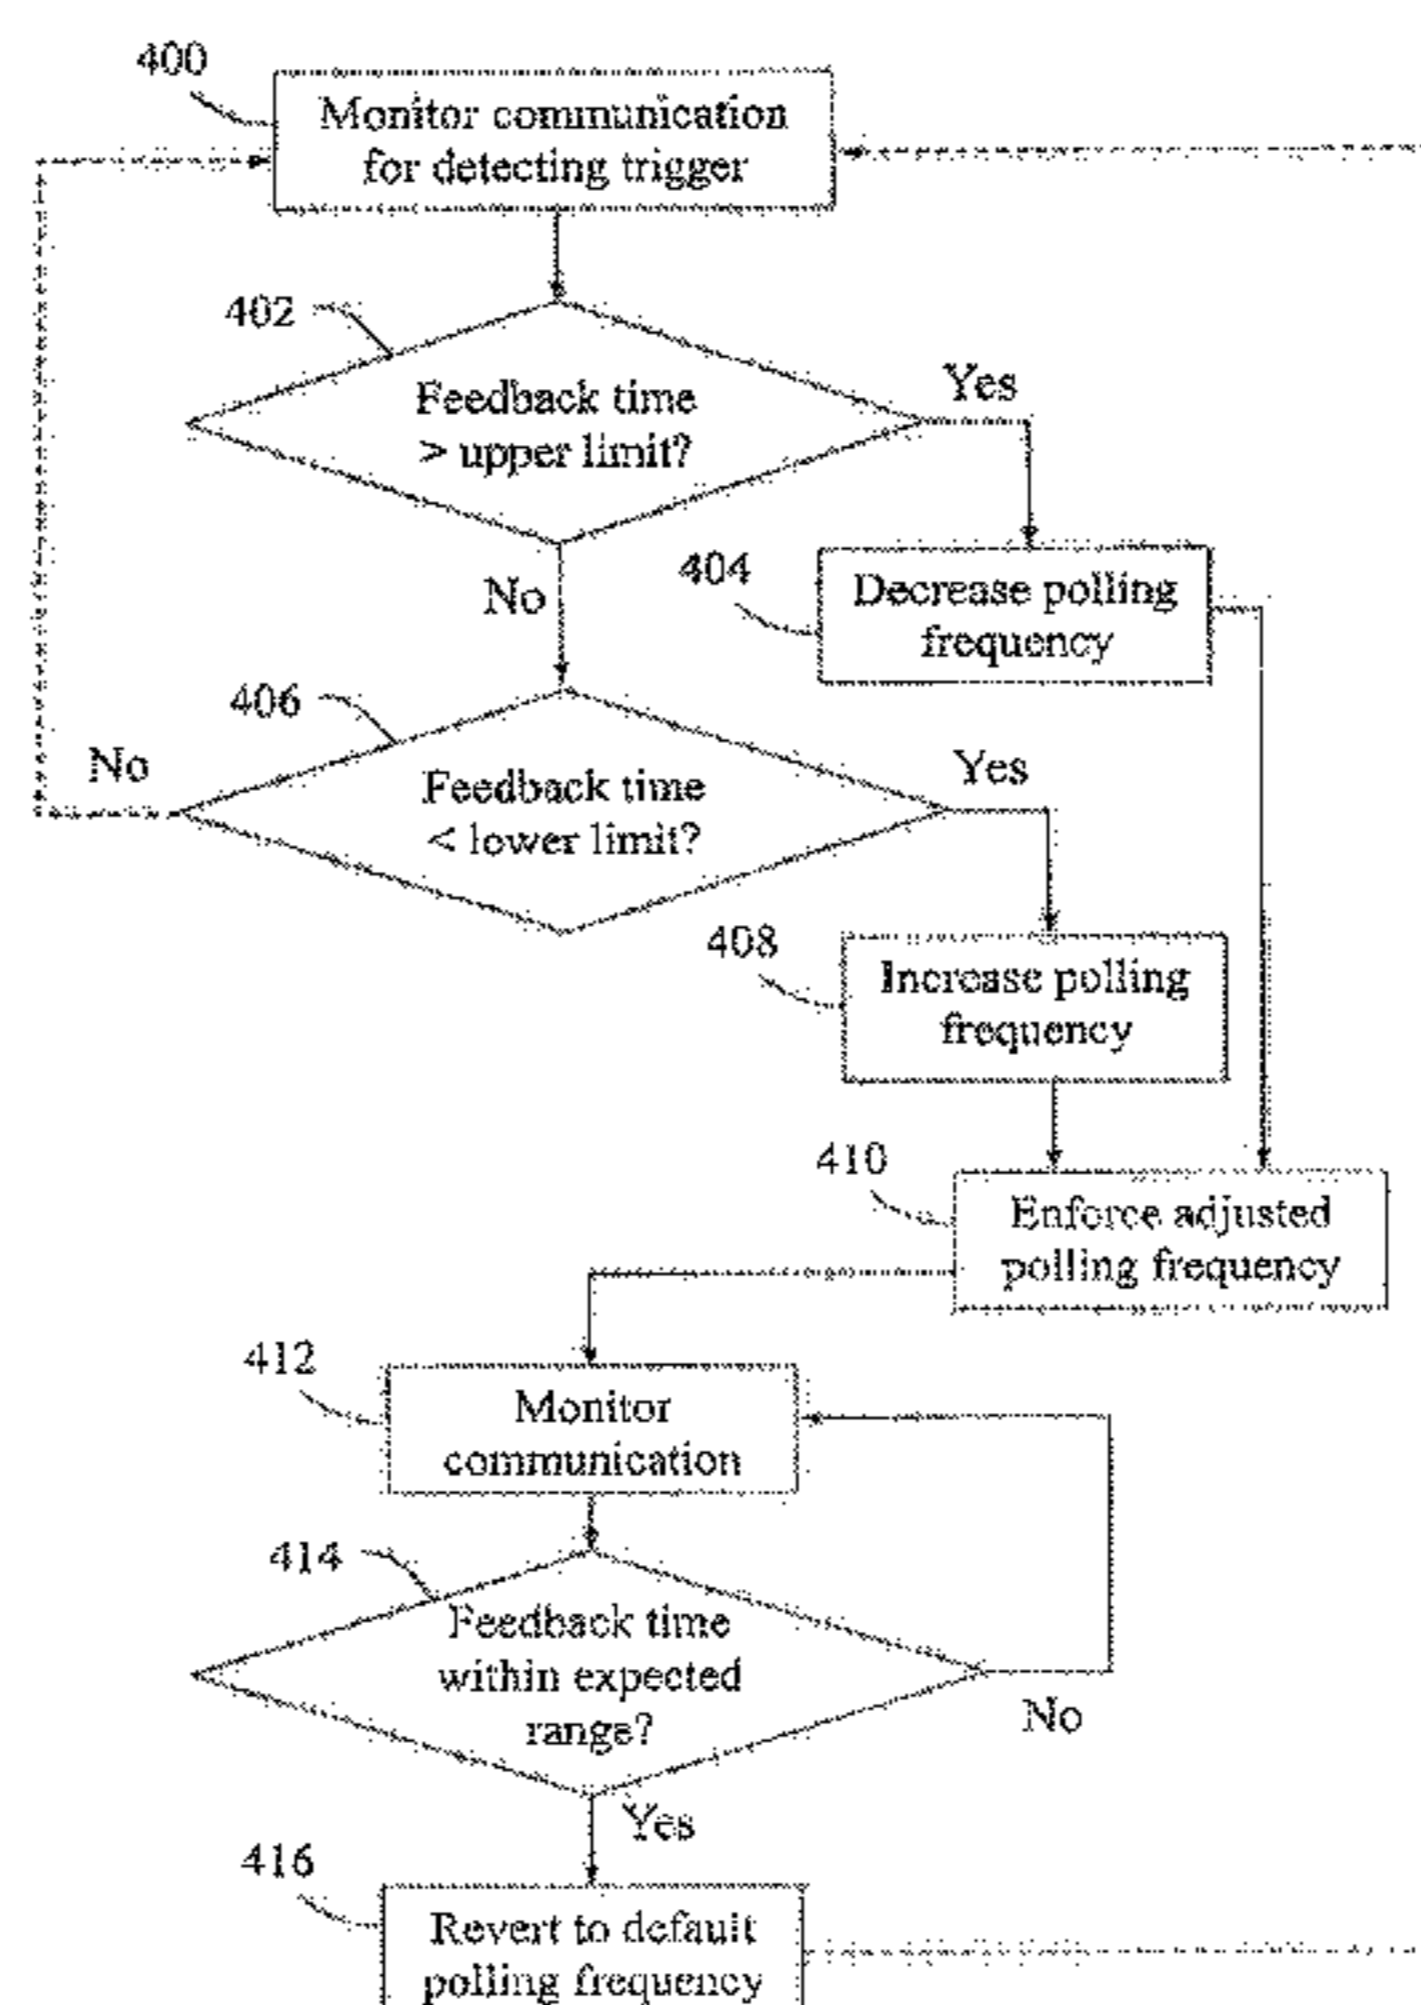 400
Monitor communication
for detecting trigger
402
Feedback time
> upper limit?
Yes
No
404
Decrease polling
frequency
406
Feedback time
< lower limit?
No
Yes
408
Increase polling
frequency
410
Enforce adjusted
polling frequency
412
Monitor
communication
414
Feedback time
within expected
range?
No
Yes
416
Revert to default
polling frequency